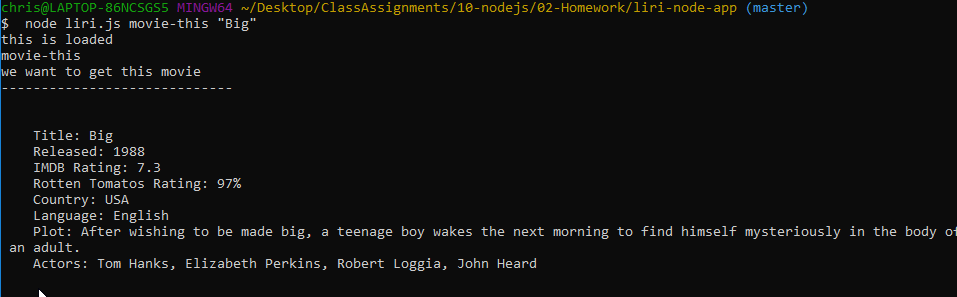 chris@LAPTOP-86NCSGS5 MINGW64 ~/Desktop/ClassAssignments/10-nodejs/02-Homework/liri-node-app (master)
$  node liri.js movie-this "Big"
this is loaded
movie-this
we want to get this movie
-----------------------------
Title: Big
Released: 1988
IMDB Rating: 7.3
Rotten Tomatos Rating: 97%
Country: USA
Language: English
Plot: After wishing to be made big, a teenage boy wakes the next morning to find himself mysteriously in the body of
an adult.
Actors: Tom Hanks, Elizabeth Perkins, Robert Loggia, John Heard